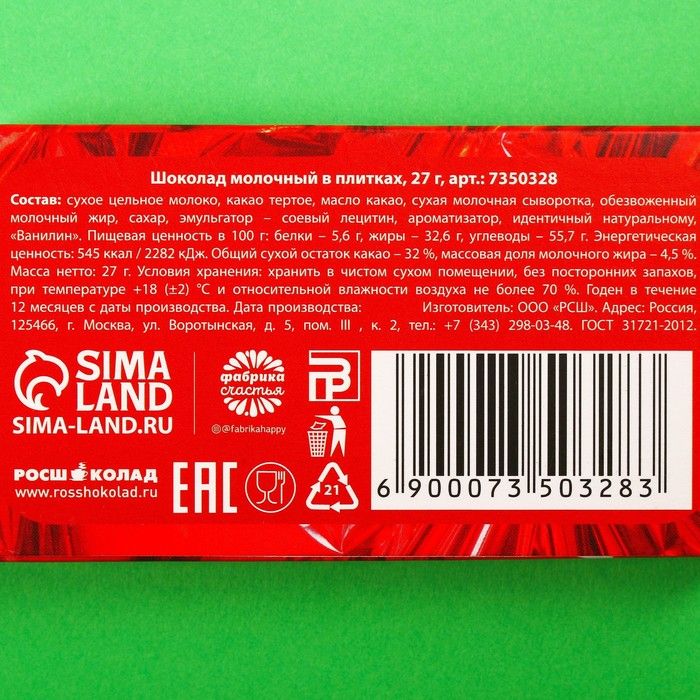 Шоколад молочный в плитках, 27 г, арт.: 7350328
Состав: сухое цельное молоко, какао тертое, масло какао, сухая молочная сыворотка, обезвоженный
молочный жир, сахар, эмульгатор – соевый лецитин, ароматизатор, идентичный натуральному,
«Ванилин». Пищевая ценность в 100 г: белки – 5,6 г, жиры – 32,6 г, углеводы – 55,7 г. Энергетическая
ценность: 545 ккал / 2282 кДж. Общий сухой остаток какао – 32 %, массовая доля молочного жира – 4,5 %.
Масса нетто: 27 г. Условия хранения: хранить в чистом сухом помещении, без посторонних запахов,
при температуре +18 (±2) °С и относительной влажности воздуха не более 70 %. Годен в течение
12 месяцев с даты производства. Дата производства: Изготовитель: ООО «РСШ». Адрес: Россия,
125466, г. Москва, ул. Воротынская, д. 5, пом. III , к. 2, тел.: +7 (343) 298-03-48. ГОСТ 31721-2012.
SIMA
LAND
SIMA-LAND.RU
фабрика
счастья
@fabrikahappy
РОСШОКОЛАД
www.rosshokolad.ru
ЕАС
21
6 900073 503283